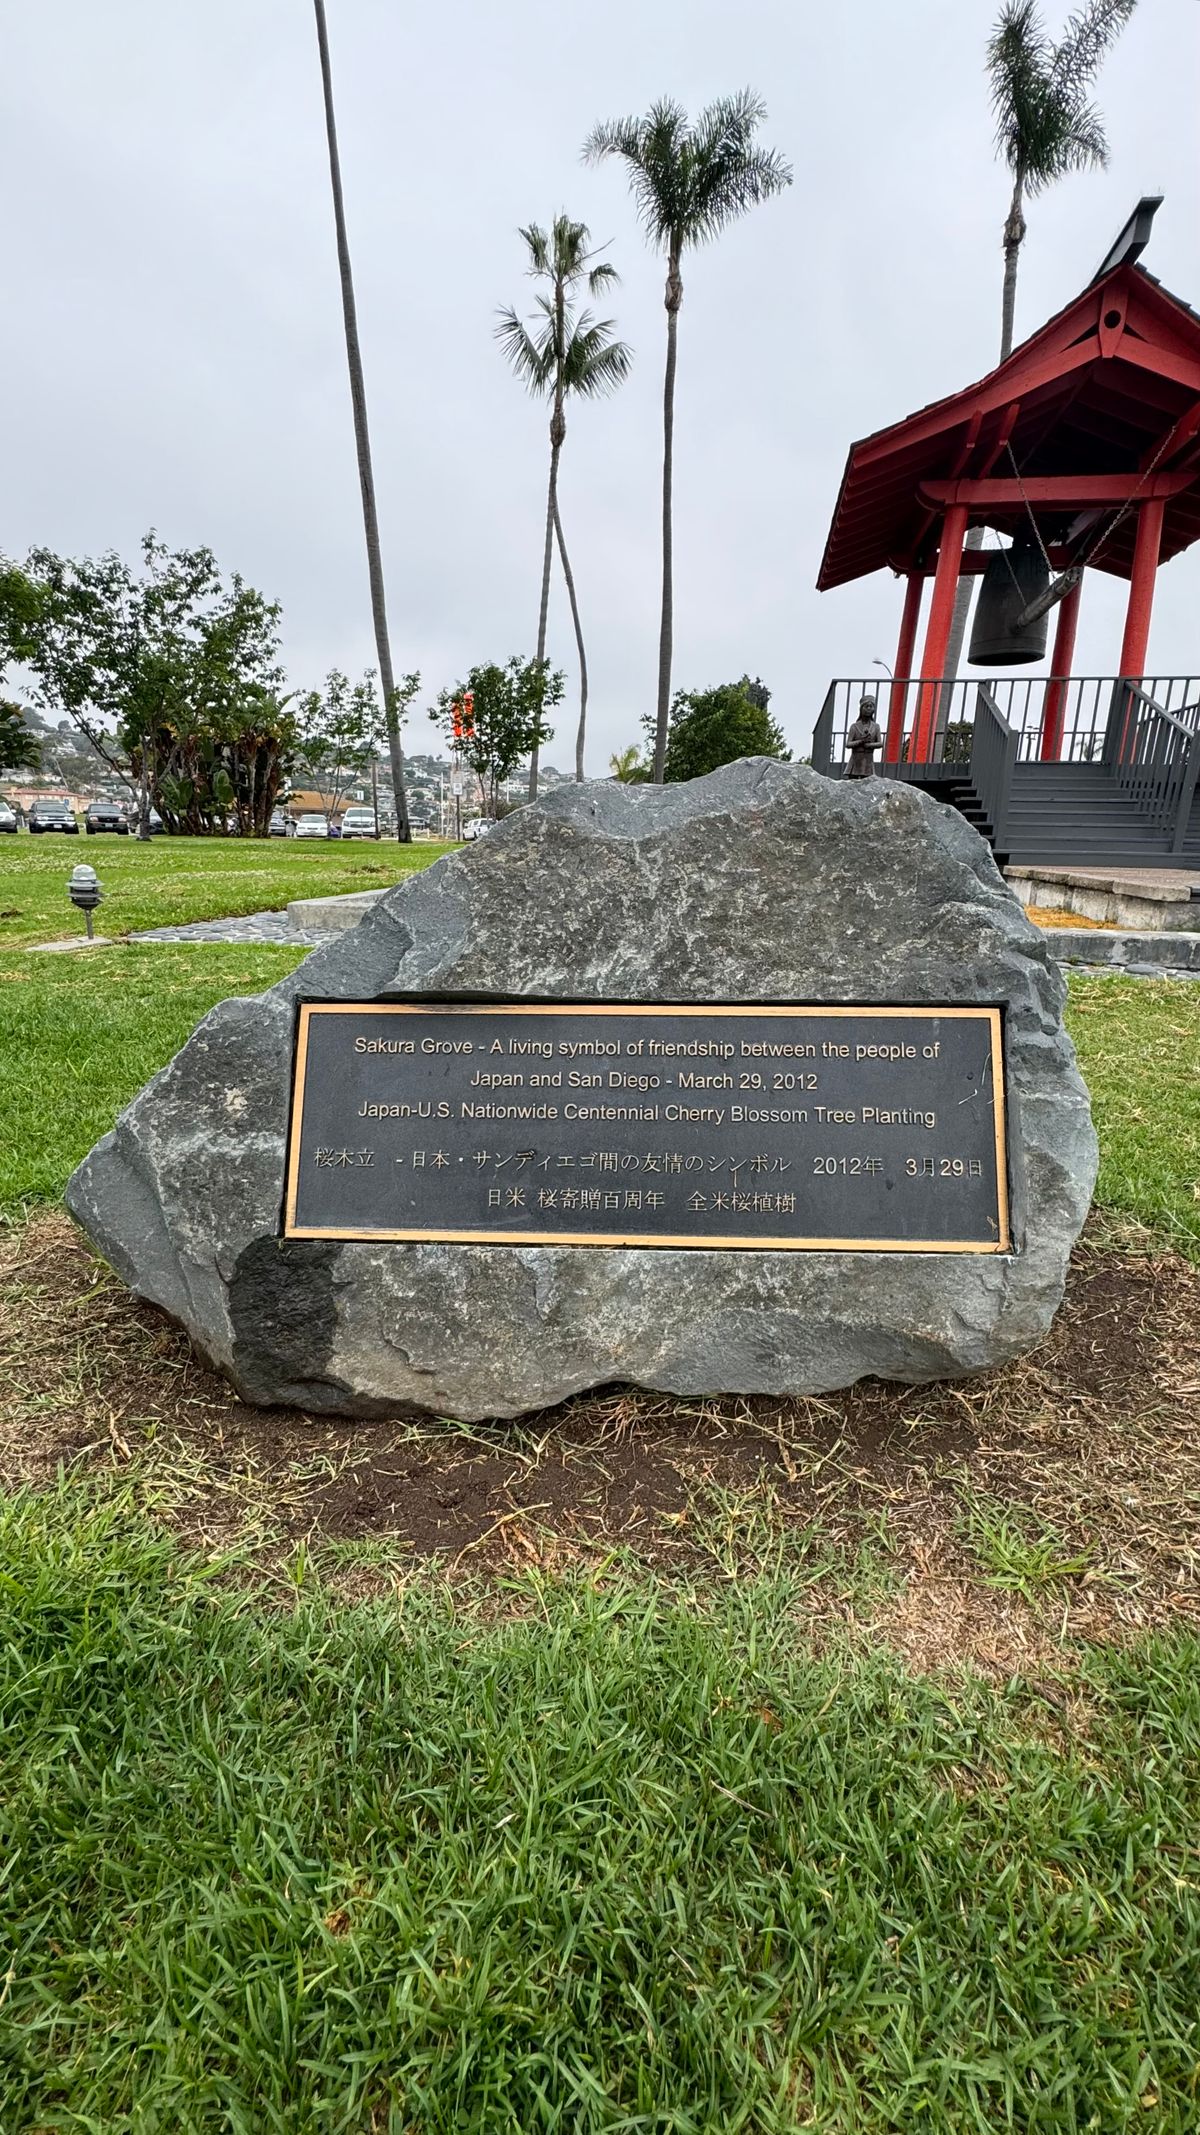 Sakura Grove - A living symbol of friendship between the people of
Japan and San Diego - March 29, 2012
Japan-U.S. Nationwide Centennial Cherry Blossom Tree Planting
桜木立 - 日本・サンディエゴ間の友情のシンボル 2012年 3月29日
日米 桜寄贈百周年 全米桜植樹